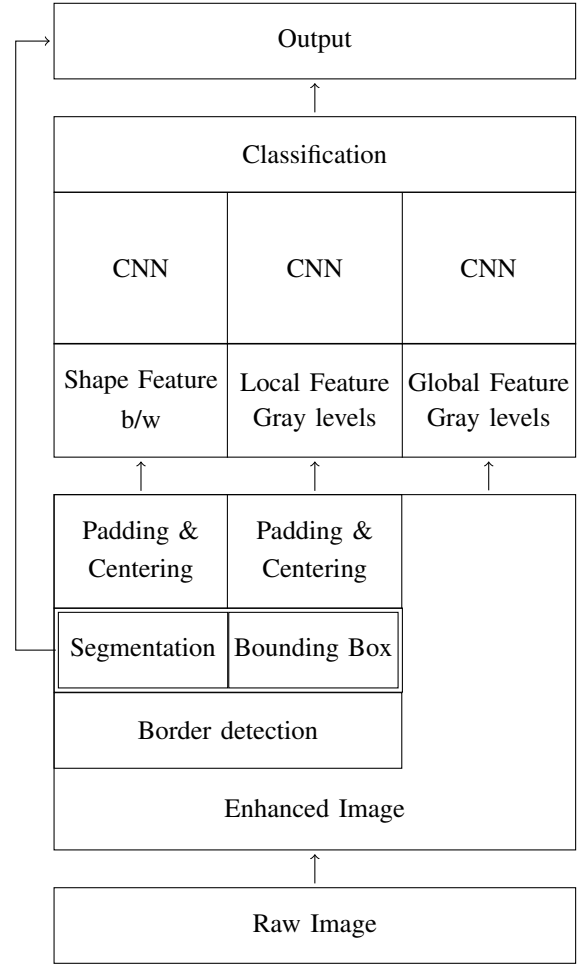 Output
Classification
CNN CNN CNN
Shape Feature Local Feature Global Feature
b/w Gray levels Gray levels
Padding & Padding &
Centering Centering
Segmentation Bounding Box
Border detection
Enhanced Image
Raw Image